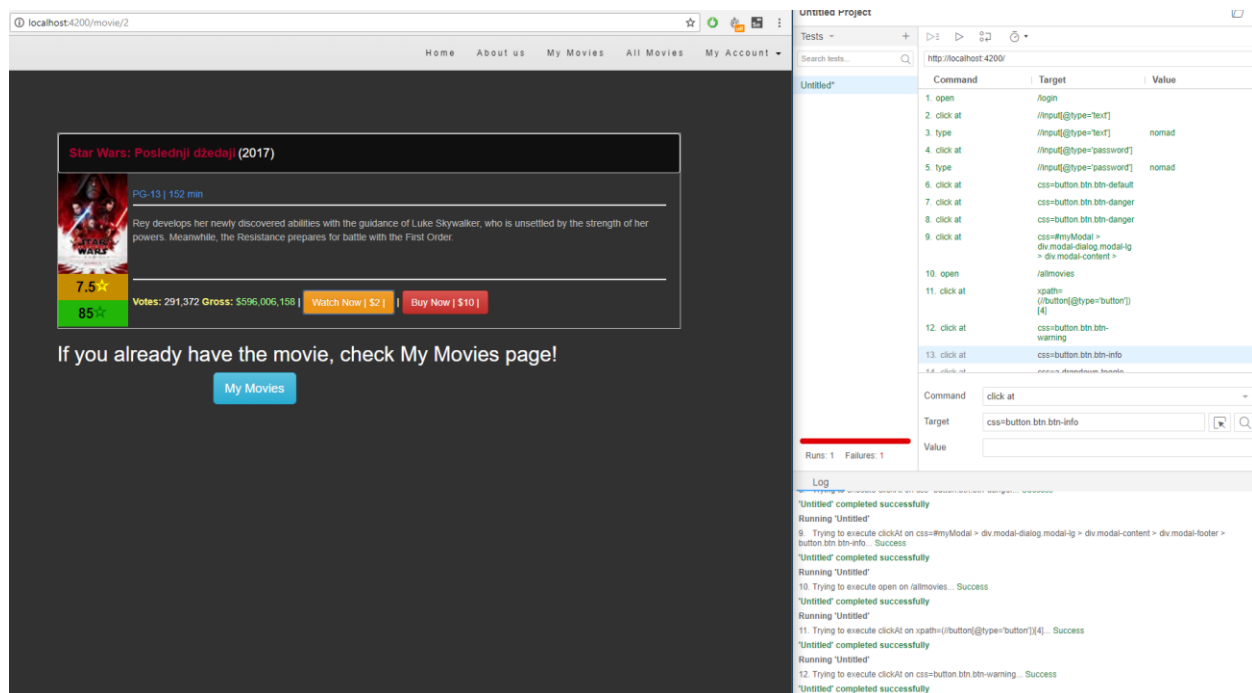 localhost:4200/movie/2
Home About us My Movies All Movies My Account
Star Wars: Poslednji džedaji (2017)
PG-13 | 152 min
Rey develops her newly discovered abilities with the guidance of Luke Skywalker, who is unsettled by the strength of her
powers. Meanwhile, the Resistance prepares for battle with the First Order.
STAR
WARS
7.5
85
Votes: 291,372 Gross: $596,006,158 | Watch Now | $2 | | Buy Now | $10 |
If you already have the movie, check My Movies page!
My Movies
Untitled Project
Tests
Search tests...
Untitled*
Runs: 1 Failures: 1
http://localhost:4200/
Command Target Value
1. open /login
2. click at //input[@type='text']
3. type //input[@type='text'] nomad
4. click at //input[@type='password']
5. type //input[@type='password'] nomad
6. click at css=button.btn.btn-default
7. click at css=button.btn.btn-danger
8. click at css=button.btn.btn-danger
9. click at css=#myModal >
div.modal-dialog.modal-lg
> div.modal-content >
10. open /allmovies
11. click at xpath=
(//button[@type='button'])
[4]
12. click at css=button.btn.btn-
warning
13. click at css=button.btn.btn-info
14. click at css=a.dropdown-toggle
Command click at
Target css=button.btn.btn-info
Value
Log
'Untitled' completed successfully
Running 'Untitled'
9. Trying to execute clickAt on css=#myModal > div.modal-dialog.modal-lg > div.modal-content > div.modal-footer >
button.btn.btn-info... Success
'Untitled' completed successfully
Running 'Untitled'
10. Trying to execute open on /allmovies... Success
'Untitled' completed successfully
Running 'Untitled'
11. Trying to execute clickAt on xpath=(//button[@type='button'])[4]... Success
'Untitled' completed successfully
Running 'Untitled'
12. Trying to execute clickAt on css=button.btn.btn-warning... Success
'Untitled' completed successfully